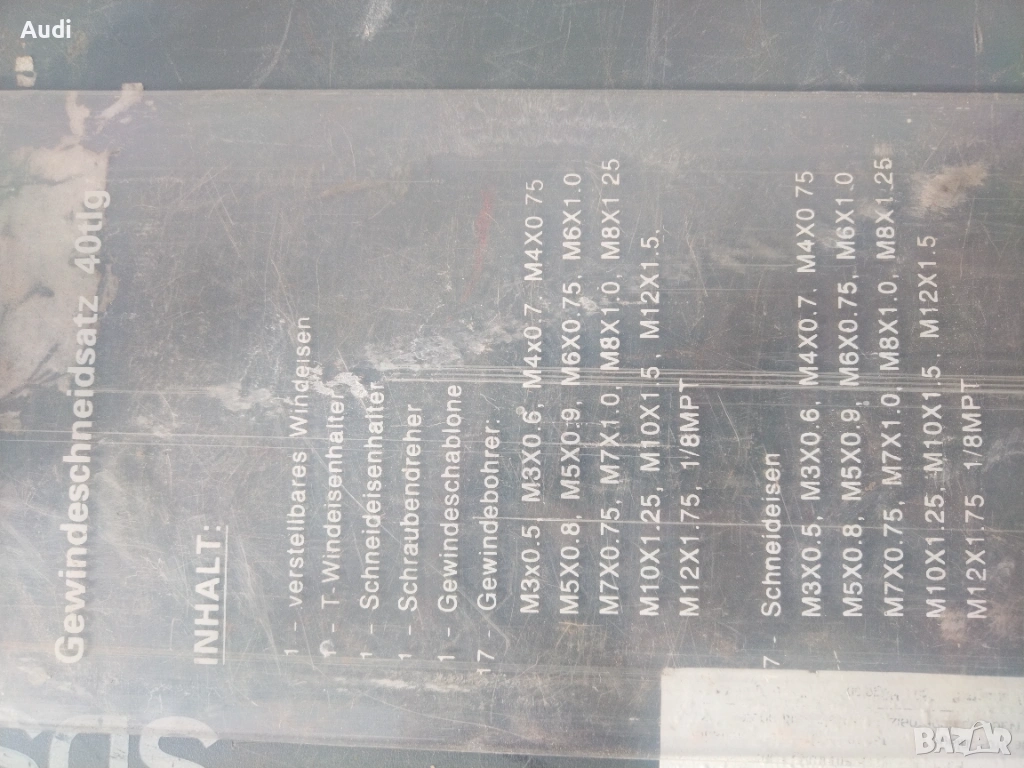 Audi
Gewindeschneidsatz 40tlg
INHALT:
1 - verstellbares Windeisen
- T-Windeisenhalter
1 - Schneideisenhalter
1 - Schraubendreher
1 - Gewindeschablone
17 - Gewindebohrer:
M3x0.5, M3X0.6, M4x0.7, M4X0 75
M5X0.8, M5X0.9, M6X0.75, M6X1.0
M7X0.75, M7X1.0, M8X1.0, M8X1 25
M10X1.25, M10X1.5, M12X1.5,
M12X1.75, 1/8MPT
7 - Schneideisen
M3X0.5, M3X0.6, M4X0.7, M4X0 75
M5X0.8, M5X0.9, M6X0.75, M6X1.0
M7X0.75, M7X1.0, M8X1.0, M8X1.25
M10X1.25, M10X1.5, M12X1.5
M12X1.75, 1/8MPT
BAZAR